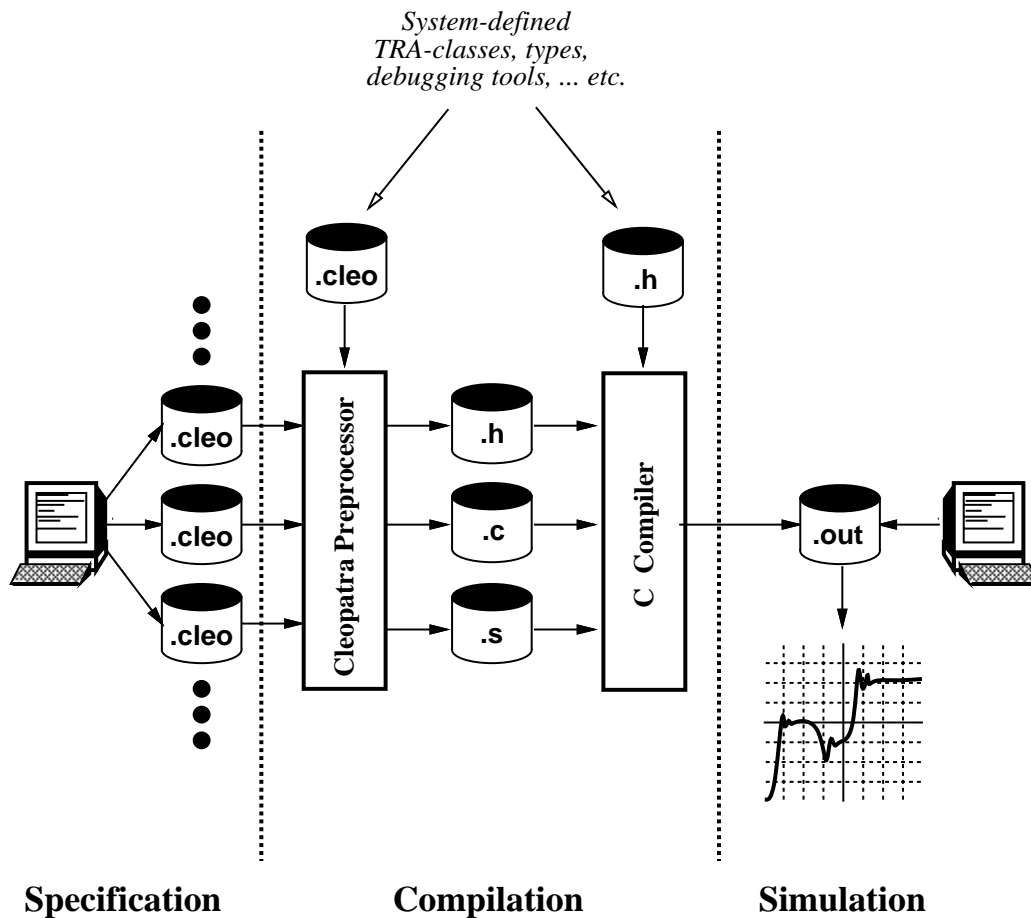 System-defined
TRA-classes, types,
debugging tools, ... etc.
.cleo
.h
.cleo
.cleo
.cleo
Cleopatra Preprocessor
.h
.c
.s
C Compiler
.out
Specification
Compilation
Simulation